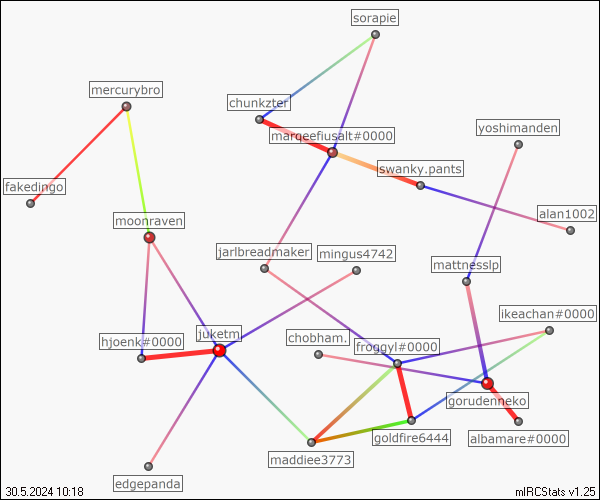 sorapie
mercurybro
chunkzter
yoshimanden
marqeefiusalt#0000
swanky.pants
fakedingo
alan1002
moonraven
jarlbreadmaker
mingus4742
mattnesslp
ikeachan#0000
hjoenk#0000
juketm
chobham.
froggyl#0000
gorudenneko
goldfire6444
albamare#0000
maddiee3773
edgepanda
30.5.2024 10:18
mIRCStats v1.25